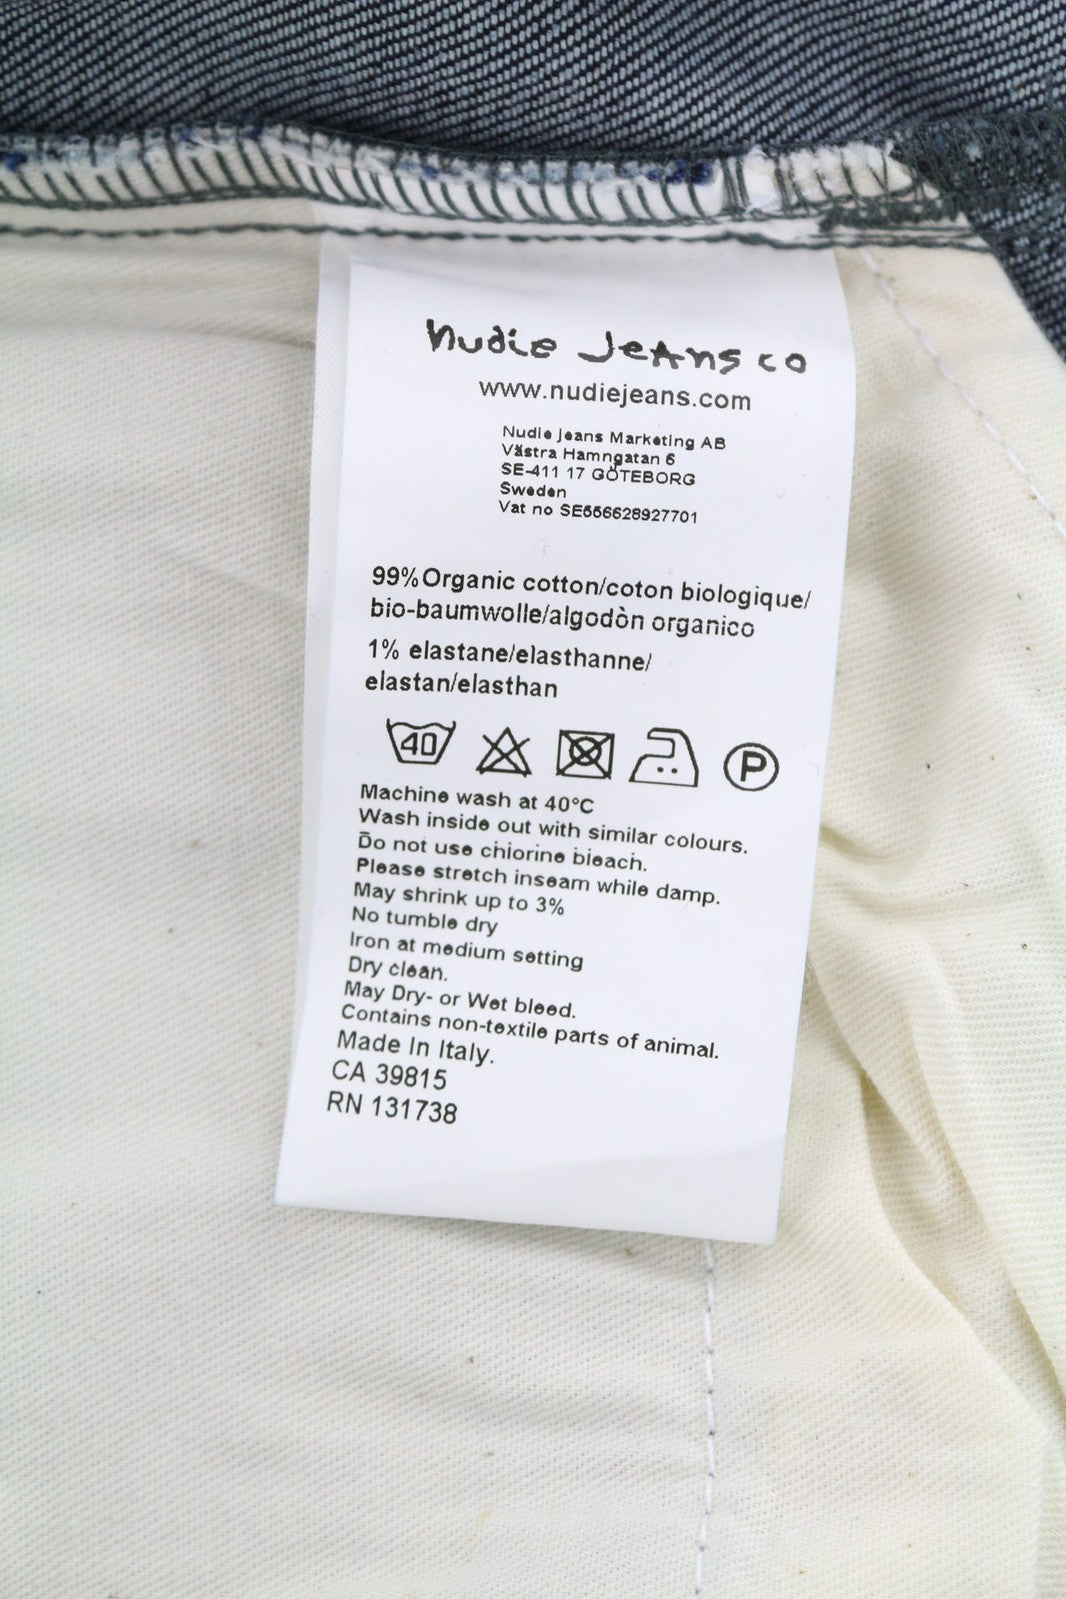 nudie Jeans co
www.nudiejeans.com
Nudie Jeans Marketing AB
Västra Hamngatan 6
SE-411 17 GÖTEBORG
Sweden
Vat no SE556628927701
99%Organic cotton/coton biologique/
bio-baumwolle/algodòn organico
1% elastane/elasthanne/
elastan/elasthan
40 P
Machine wash at 40°C
Wash inside out with similar colours.
Do not use chlorine bleach.
Please stretch inseam while damp.
May shrink up to 3%
No tumble dry
Iron at medium setting
Dry clean.
May Dry- or Wet bleed.
Contains non-textile parts of animal.
Made In Italy.
CA 39815
RN 131738